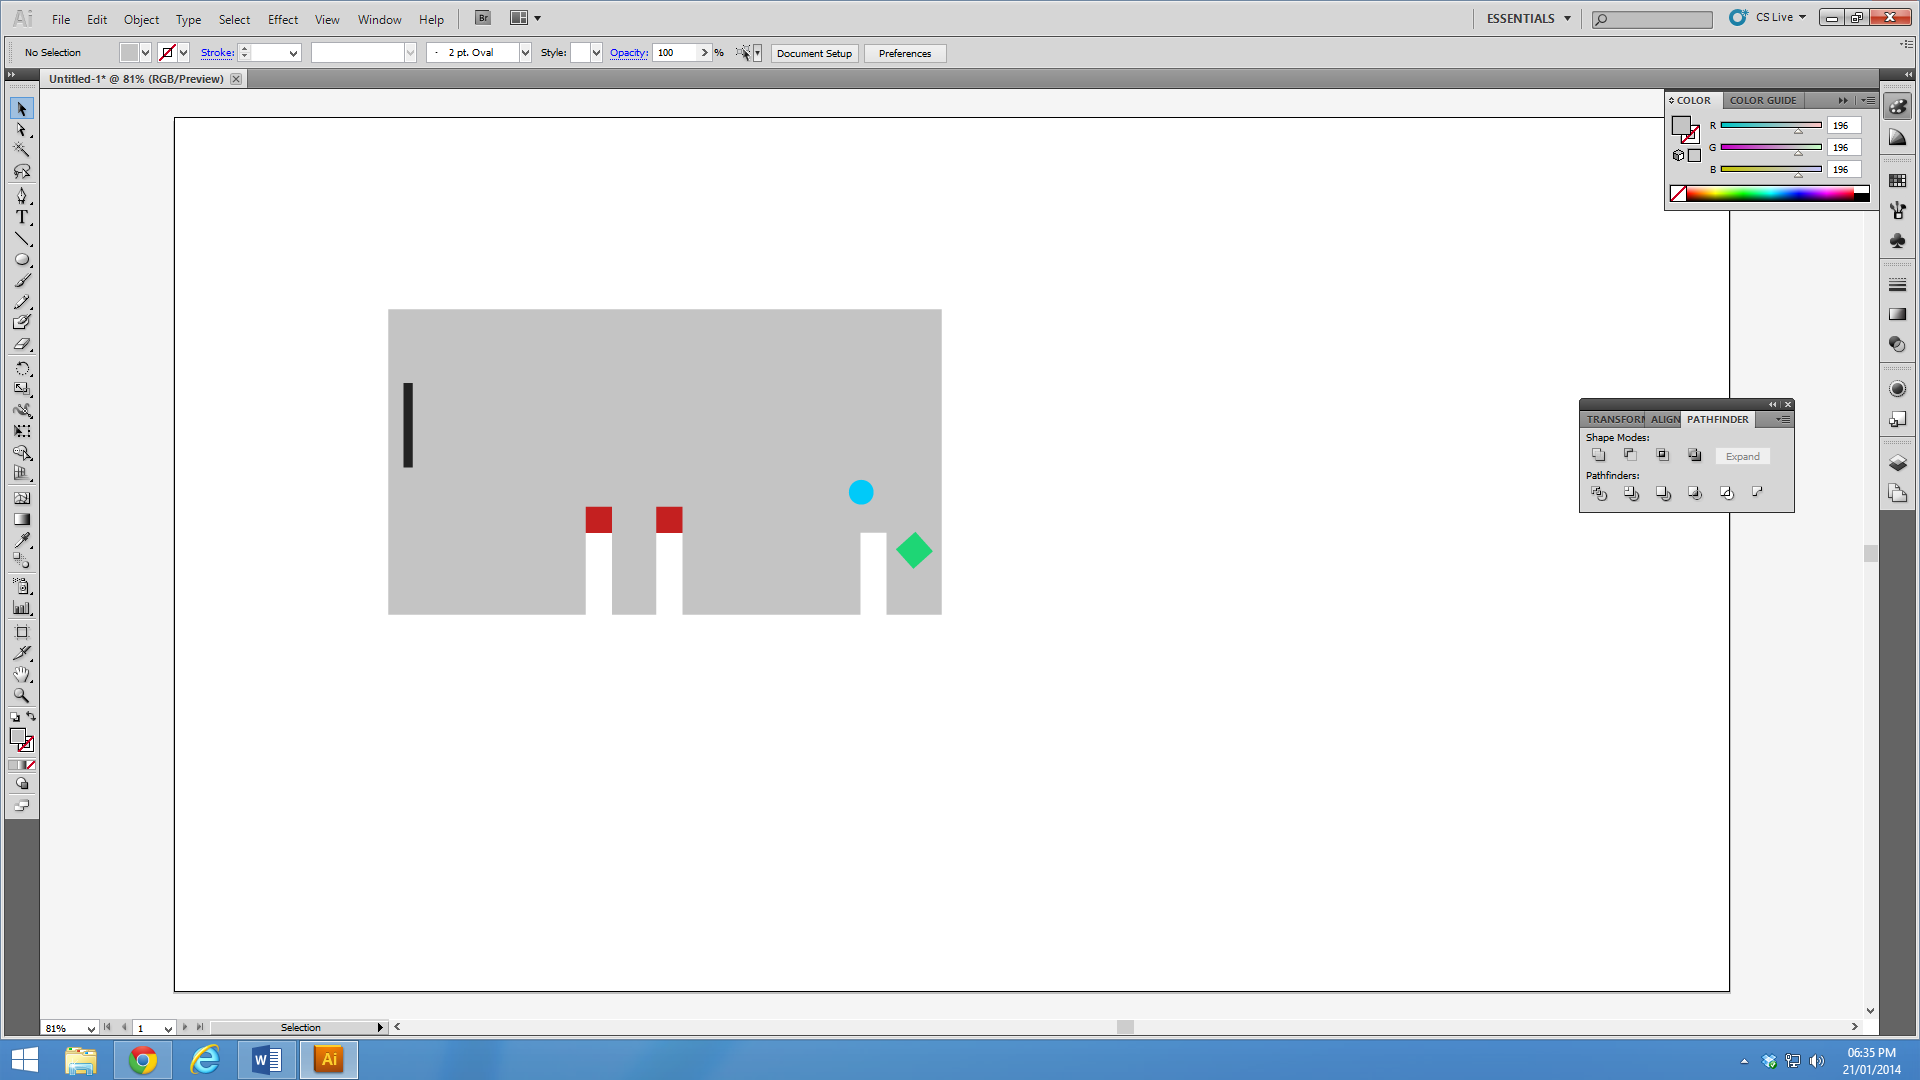 Ai File Edit Object Type Select Effect View Window Help Br ESSENTIALS CS Live
No Selection Stroke: 2 pt. Oval Style: Opacity: 100 % Document Setup Preferences
Untitled-1* @ 81% (RGB/Preview)
COLOR COLOR GUIDE
R 196
G 196
B 196
T
TRANSFORM ALIGN PATHFINDER
Shape Modes:
Expand
Pathfinders:
81% 1 Selection
W Ai
06:35 PM
21/01/2014